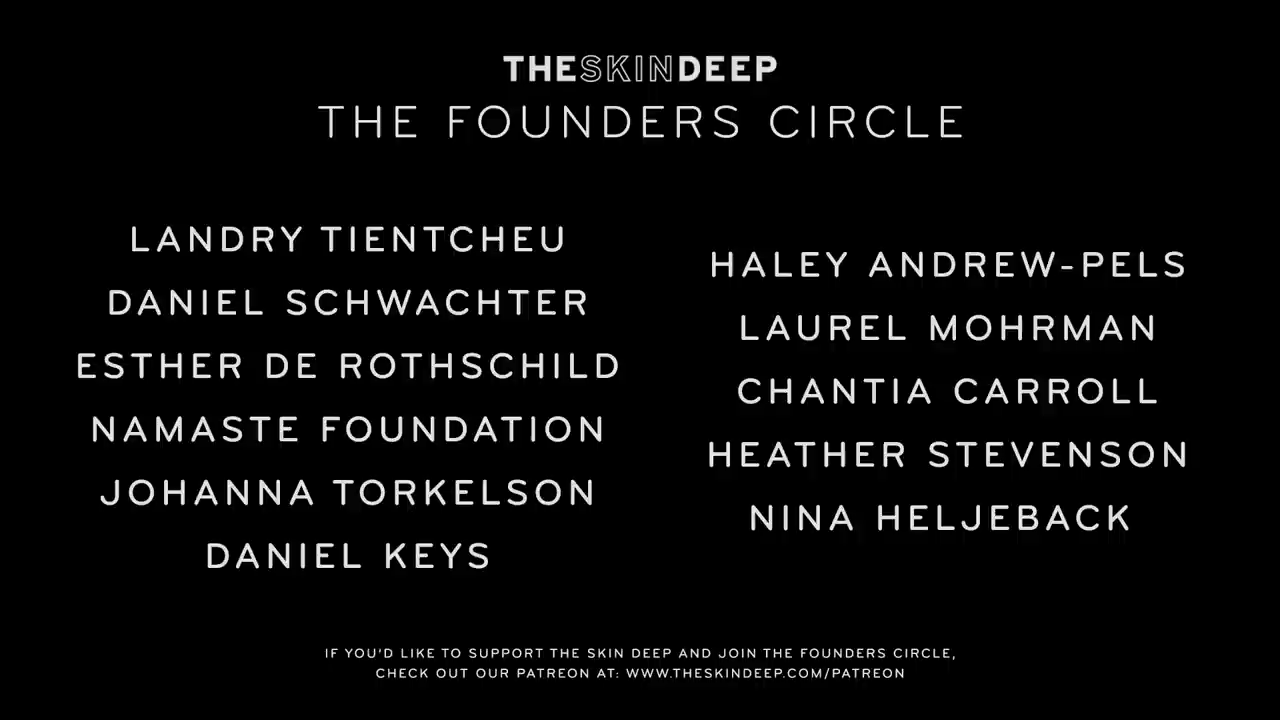 THESKINDEEP
THE FOUNDERS CIRCLE
LANDRY TIENTCHEU
DANIEL SCHWACHTER
ESTHER DE ROTHSCHILD
NAMASTE FOUNDATION
JOHANNA TORKELSON
DANIEL KEYS
HALEY ANDREW-PELS
LAUREL MOHRMAN
CHANTIA CARROLL
HEATHER STEVENSON
NINA HELJEBACK
IF YOU'D LIKE TO SUPPORT THE SKIN DEEP AND JOIN THE FOUNDERS CIRCLE,
CHECK OUT OUR PATREON AT: WWW.THESKINDEEP.COM/PATREON